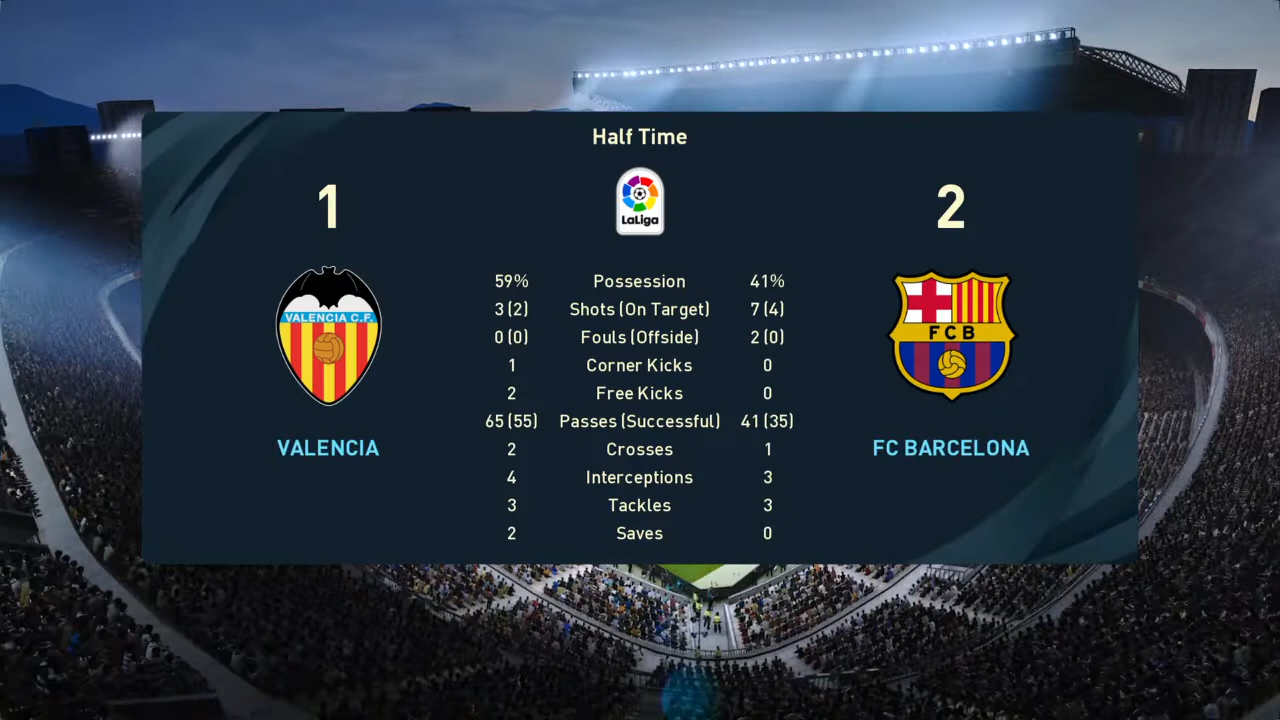 Half Time
1 2
LaLiga
59% Possession 41%
3 (2) Shots (On Target) 7 (4)
0 (0) Fouls (Offside) 2 (0)
1 Corner Kicks 0
2 Free Kicks 0
65 (55) Passes (Successful) 41 (35)
2 Crosses 1
4 Interceptions 3
3 Tackles 3
2 Saves 0
VALENCIA C.F.
FCB
VALENCIA FC BARCELONA